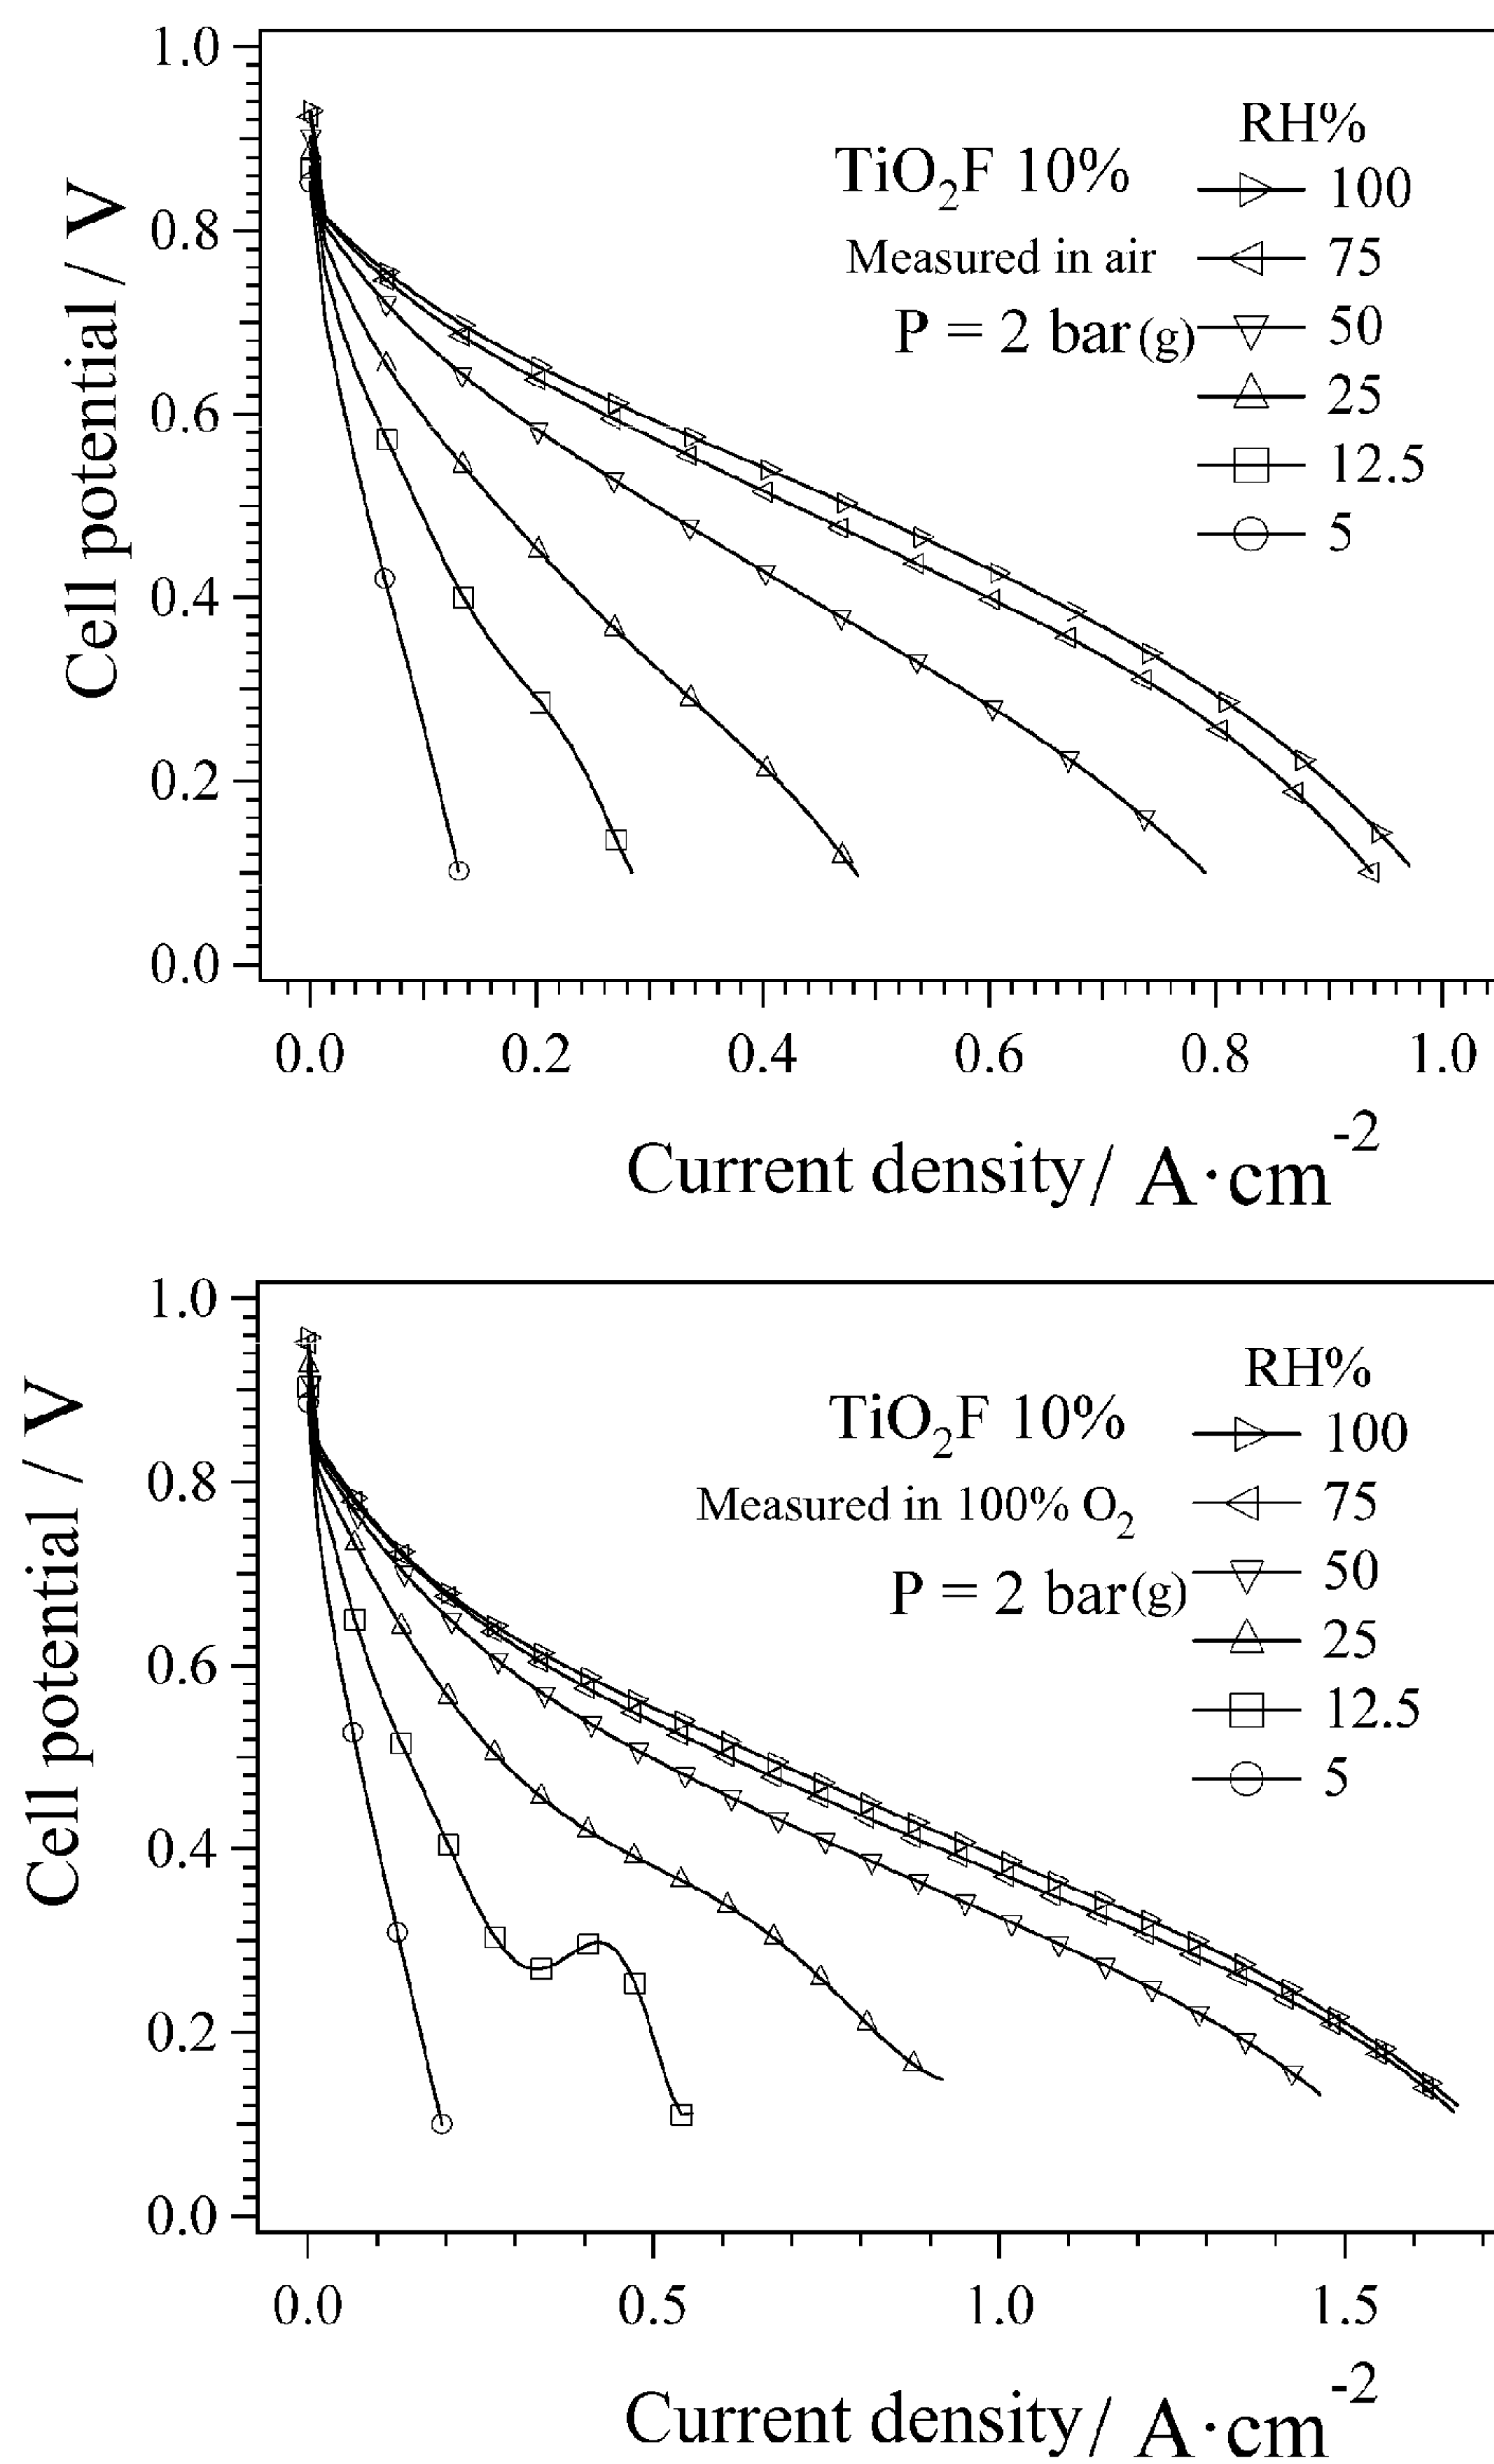 1.0
0.8
0.6
0.4
0.2
0.0
Cell potential / V
TiO2F 10%
Measured in air
P = 2 bar (g)
RH%
100
75
50
25
12.5
5
0.0 0.2 0.4 0.6 0.8 1.0
Current density/ A·cm-2
1.0
0.8
0.6
0.4
0.2
0.0
Cell potential / V
TiO2F 10%
Measured in 100% O2
P = 2 bar(g)
RH%
100
75
50
25
12.5
5
0.0 0.5 1.0 1.5
Current density/ A·cm-2